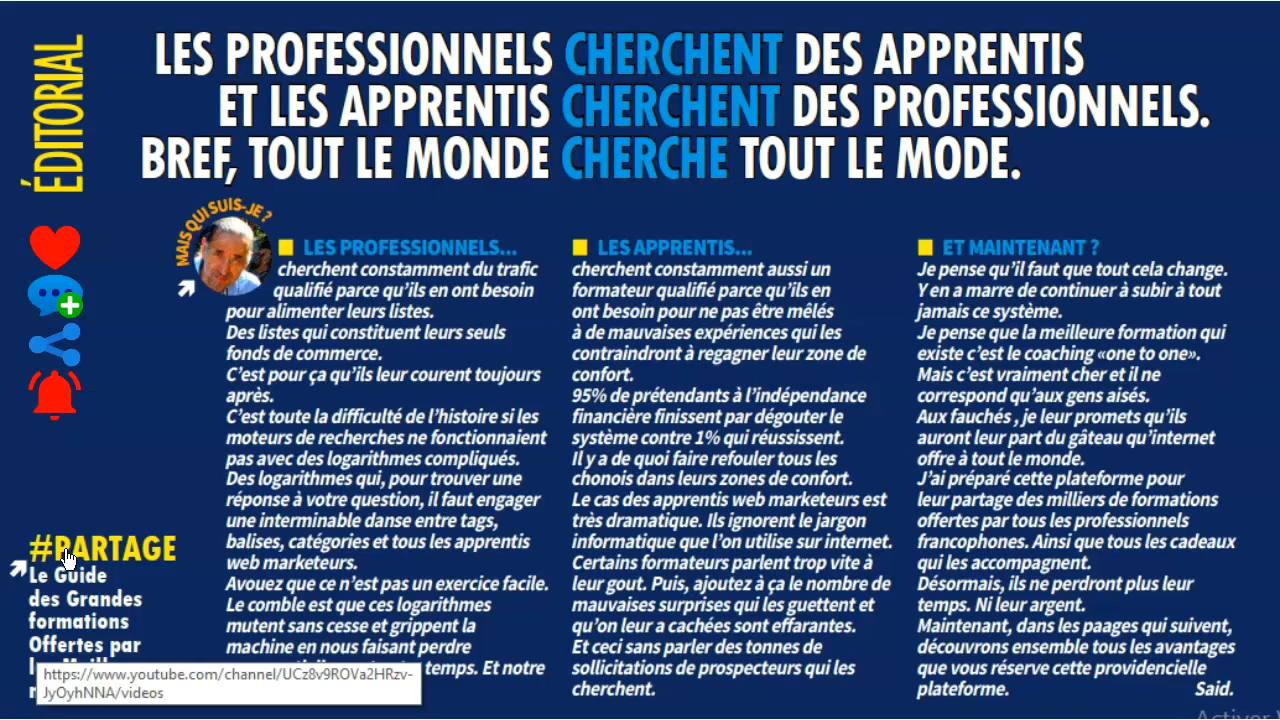 ÉDITORIAL
LES PROFESSIONNELS CHERCHENT DES APPRENTIS
ET LES APPRENTIS CHERCHENT DES PROFESSIONNELS.
BREF, TOUT LE MONDE CHERCHE TOUT LE MODE.
MAIS QUI SUIS-JE ?
LES PROFESSIONNELS...
cherchent constamment du trafic
qualifié parce qu'ils en ont besoin
pour alimenter leurs listes.
Des listes qui constituent leurs seuls
fonds de commerce.
C'est pour ça qu'ils leur courent toujours
après.
C'est toute la difficulté de l'histoire si les
moteurs de recherches ne fonctionnaient
pas avec des logarithmes compliqués.
Des logarithmes qui, pour trouver une
réponse à votre question, il faut engager
une interminable danse entre tags,
balises, catégories et tous les apprentis
web marketeurs.
Avouez que ce n'est pas un exercice facile.
Le comble est que ces logarithmes
mutent sans cesse et grippent la
machine en nous faisant perdre
temps. Et notre
LES APPRENTIS...
cherchent constamment aussi un
formateur qualifié parce qu'ils en
ont besoin pour ne pas être mêlés
à de mauvaises expériences qui les
contraindront à regagner leur zone de
confort.
95% de prétendants à l'indépendance
financière finissent par dégouter le
système contre 1% qui réussissent.
Il y a de quoi faire refouler tous les
chonois dans leurs zones de confort.
Le cas des apprentis web marketeurs est
très dramatique. Ils ignorent le jargon
informatique que l'on utilise sur internet.
Certains formateurs parlent trop vite à
leur gout. Puis, ajoutez à ça le nombre de
mauvaises surprises qui les guettent et
qu'on leur a cachées sont effarantes.
Et ceci sans parler des tonnes de
sollicitations de prospecteurs qui les
cherchent.
ET MAINTENANT ?
Je pense qu'il faut que tout cela change.
Y en a marre de continuer à subir à tout
jamais ce système.
Je pense que la meilleure formation qui
existe c'est le coaching «one to one».
Mais c'est vraiment cher et il ne
correspond qu'aux gens aisés.
Aux fauchés , je leur promets qu'ils
auront leur part du gâteau qu'internet
offre à tout le monde.
J'ai préparé cette plateforme pour
leur partage des milliers de formations
offertes par tous les professionnels
francophones. Ainsi que tous les cadeaux
qui les accompagnent.
Désormais, ils ne perdront plus leur
temps. Ni leur argent.
Maintenant, dans les paages qui suivent,
découvrons ensemble tous les avantages
que vous réserve cette providencielle
plateforme.
Said.
#PARTAGE
Le Guide
des Grandes
formations
Offertes par
https://www.youtube.com/channel/UCz8v9ROVa2HRzv-
JyOyhNNA/videos